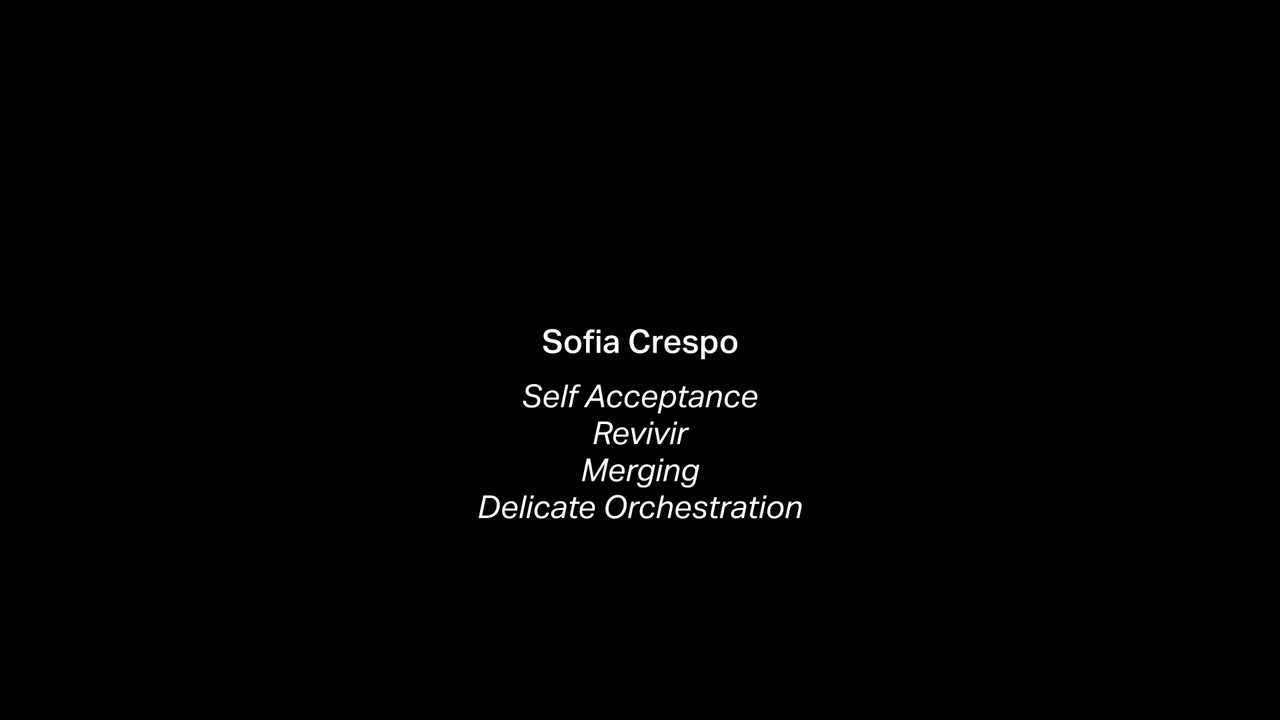 Sofia Crespo
Self Acceptance
Revivir
Merging
Delicate Orchestration